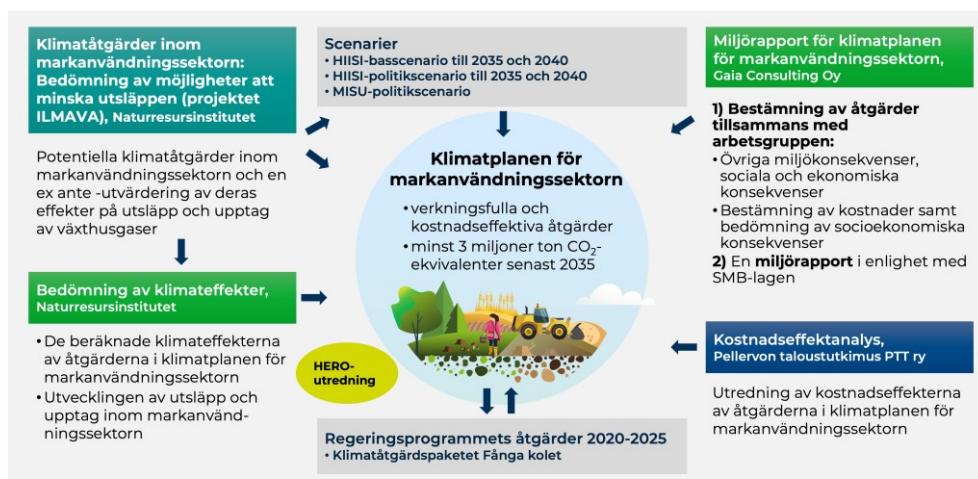 Klimatåtgärder inom
markanvändningssektorn:
Bedömning av möjligheter att
minska utsläppen (projektet
ILMAVA), Naturresursinstitutet
Potentiella klimatåtgärder inom
markanvändningssektorn och en
ex ante -utvärdering av deras
effekter på utsläpp och upptag
av växthusgaser
Bedömning av klimateffekter,
Naturresursinstitutet
• De beräknade klimateffekterna
av åtgärderna i klimatplanen för
markanvändningssektorn
• Utvecklingen av utsläpp och
upptag inom markanvänd-
ningssektorn
Scenarier
• HIISI-basscenario till 2035 och 2040
• HIISI-politikscenario till 2035 och 2040
• MISU-politikscenario
Klimatplanen för
markanvändningssektorn
• verkningsfulla och
kostnadseffektiva åtgärder
• minst 3 miljoner ton CO₂-
ekvivalenter senast 2035
HERO-
utredning
Regeringsprogrammets åtgärder 2020-2025
• Klimatåtgärdspaketet Fånga kolet
Miljörapport för klimatplanen
för markanvändningssektorn,
Gaia Consulting Oy
1) Bestämning av åtgärder
tillsammans med
arbetsgruppen:
• Övriga miljökonsekvenser,
sociala och ekonomiska
konsekvenser
• Bestämning av kostnader samt
bedömning av socioekonomiska
konsekvenser
2) En miljörapport i enlighet med
SMB-lagen
Kostnadseffektanalys,
Pellervon taloustutkimus PTT ry
Utredning av kostnadseffekterna
av åtgärderna i klimatplanen för
markanvändningssektorn